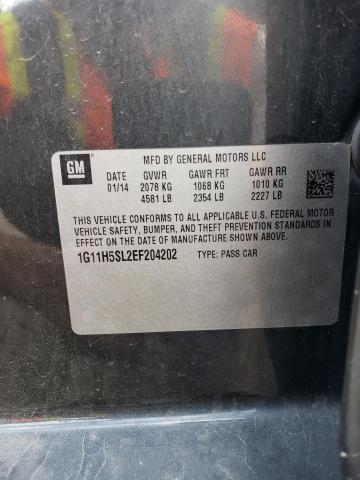 GM
MFD BY GENERAL MOTORS LLC
DATE GVWR GAWR FRT GAWR RR
01/14 2078 KG 1068 KG 1010 KG
4581 LB 2354 LB 2227 LB
THIS VEHICLE CONFORMS TO ALL APPLICABLE U.S. FEDERAL MOTOR
VEHICLE SAFETY, BUMPER, AND THEFT PREVENTION STANDARDS
IN EFFECT ON THE DATE OF MANUFACTURE SHOWN ABOVE.
1G11H5SL2EF204202 TYPE: PASS CAR